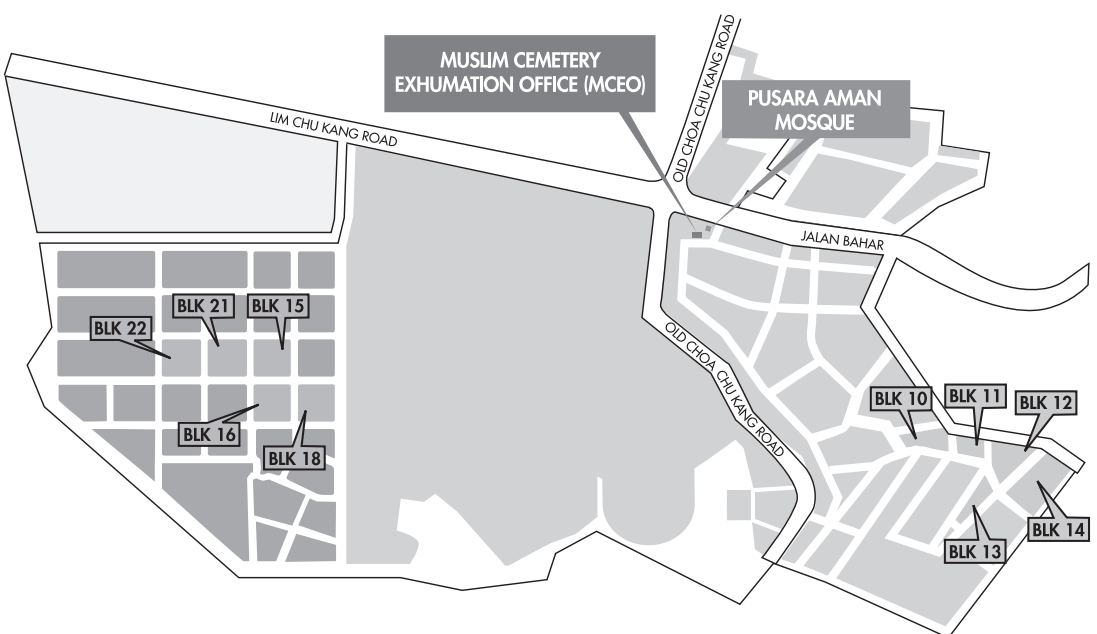 OLD CHOA CHU KANG ROAD
MUSLIM CEMETERY
EXHUMATION OFFICE (MCEO)
PUSARA AMAN
MOSQUE
LIM CHU KANG ROAD
JALAN BAHAR
BLK 21
BLK 15
BLK 22
OLD CHOA CHU KANG ROAD
BLK 10
BLK 11
BLK 12
BLK 16
BLK 18
BLK 14
BLK 13